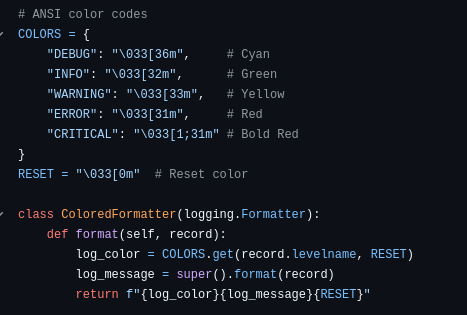 # ANSI color codes
COLORS = {
    "DEBUG": "\033[36m",     # Cyan
    "INFO": "\033[32m",      # Green
    "WARNING": "\033[33m",   # Yellow
    "ERROR": "\033[31m",     # Red
    "CRITICAL": "\033[1;31m" # Bold Red
}
RESET = "\033[0m"  # Reset color

class ColoredFormatter(logging.Formatter):
    def format(self, record):
        log_color = COLORS.get(record.levelname, RESET)
        log_message = super().format(record)
        return f"{log_color}{log_message}{RESET}"